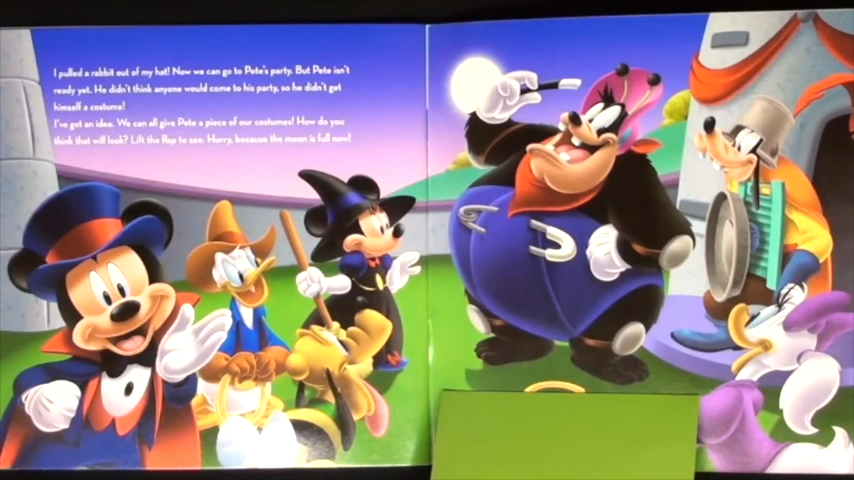 I pulled a rabbit out of my hat! Now we can go to Pete's party. But Pete isn't
ready yet. He didn't think anyone would come to his party, so he didn't get
himself a costume!
I've got an idea. We can all give Pete a piece of our costumes! How do you
think that will look? Lift the flap to see. Hurry, because the moon is full now!